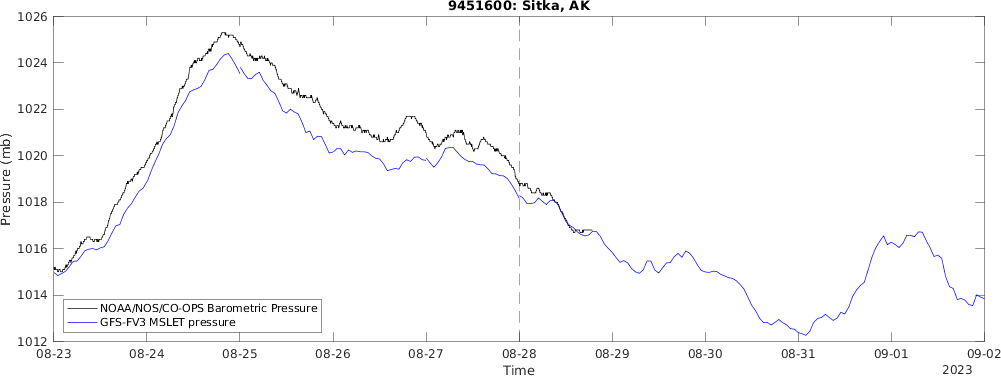 9451600: Sitka, AK
1026
1024
1022
1020
1018
1016
1014
1012
Pressure (mb)
NOAA/NOS/CO-OPS Barometric Pressure
GFS-FV3 MSLET pressure
08-23 08-24 08-25 08-26 08-27 08-28 08-29 08-30 08-31 09-01 09-02
Time
2023